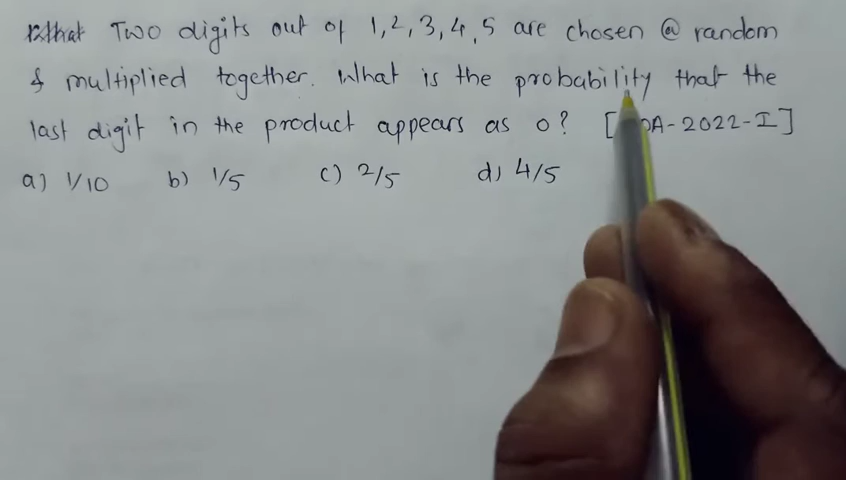 Two digits out of 1, 2, 3, 4, 5 are chosen @ random
& multiplied together. What is the probability that the
last digit in the product appears as 0? [ DA-2022-I]
a) 1/10 b) 1/5 c) 2/5 d) 4/5